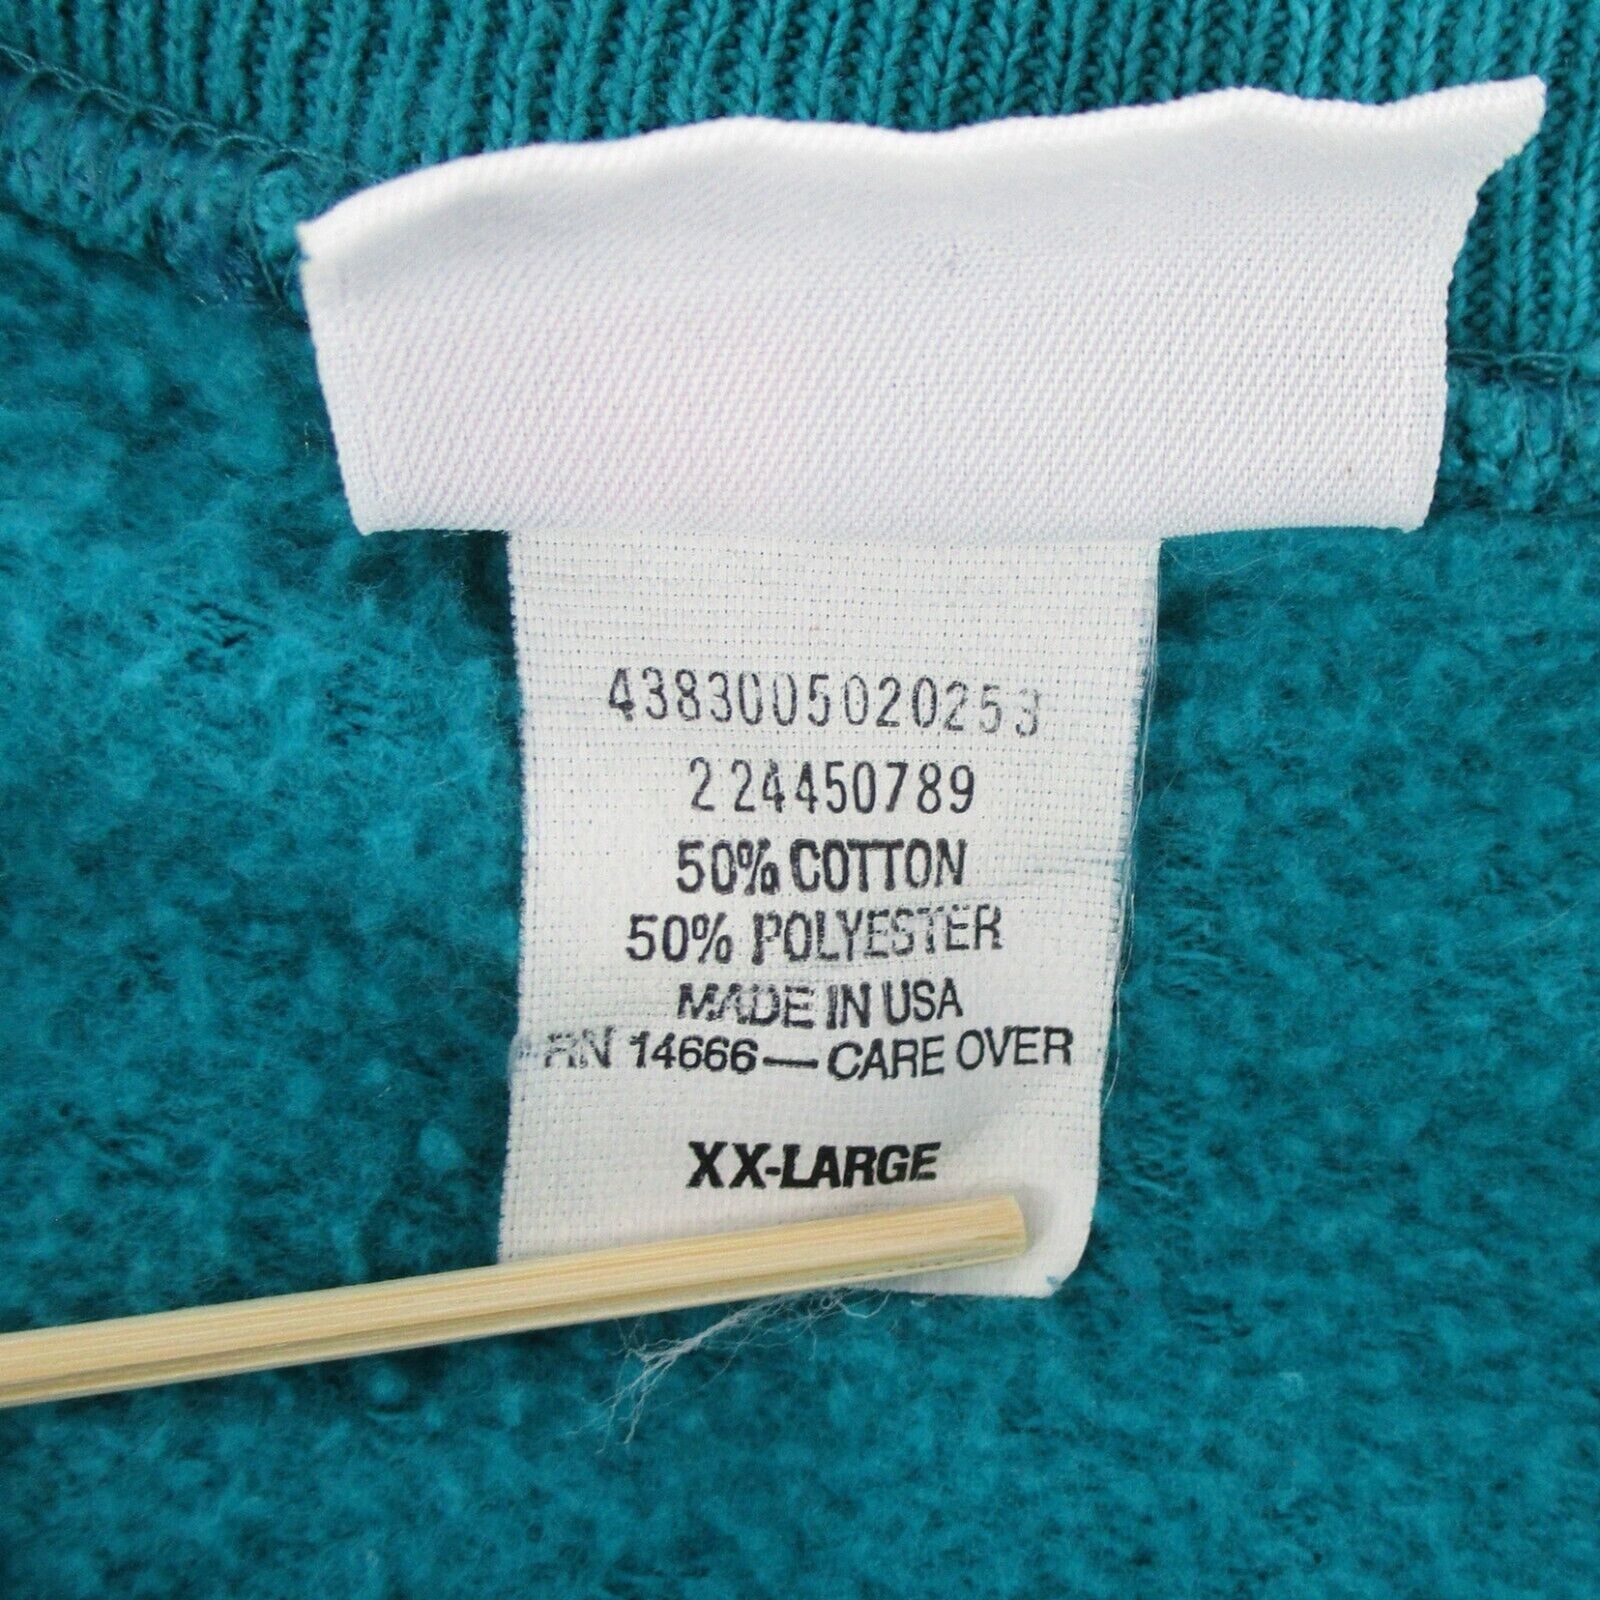 4383005020253
224450789
50% COTTON
50% POLYESTER
MADE IN USA
RN 14666—CARE OVER
XX-LARGE